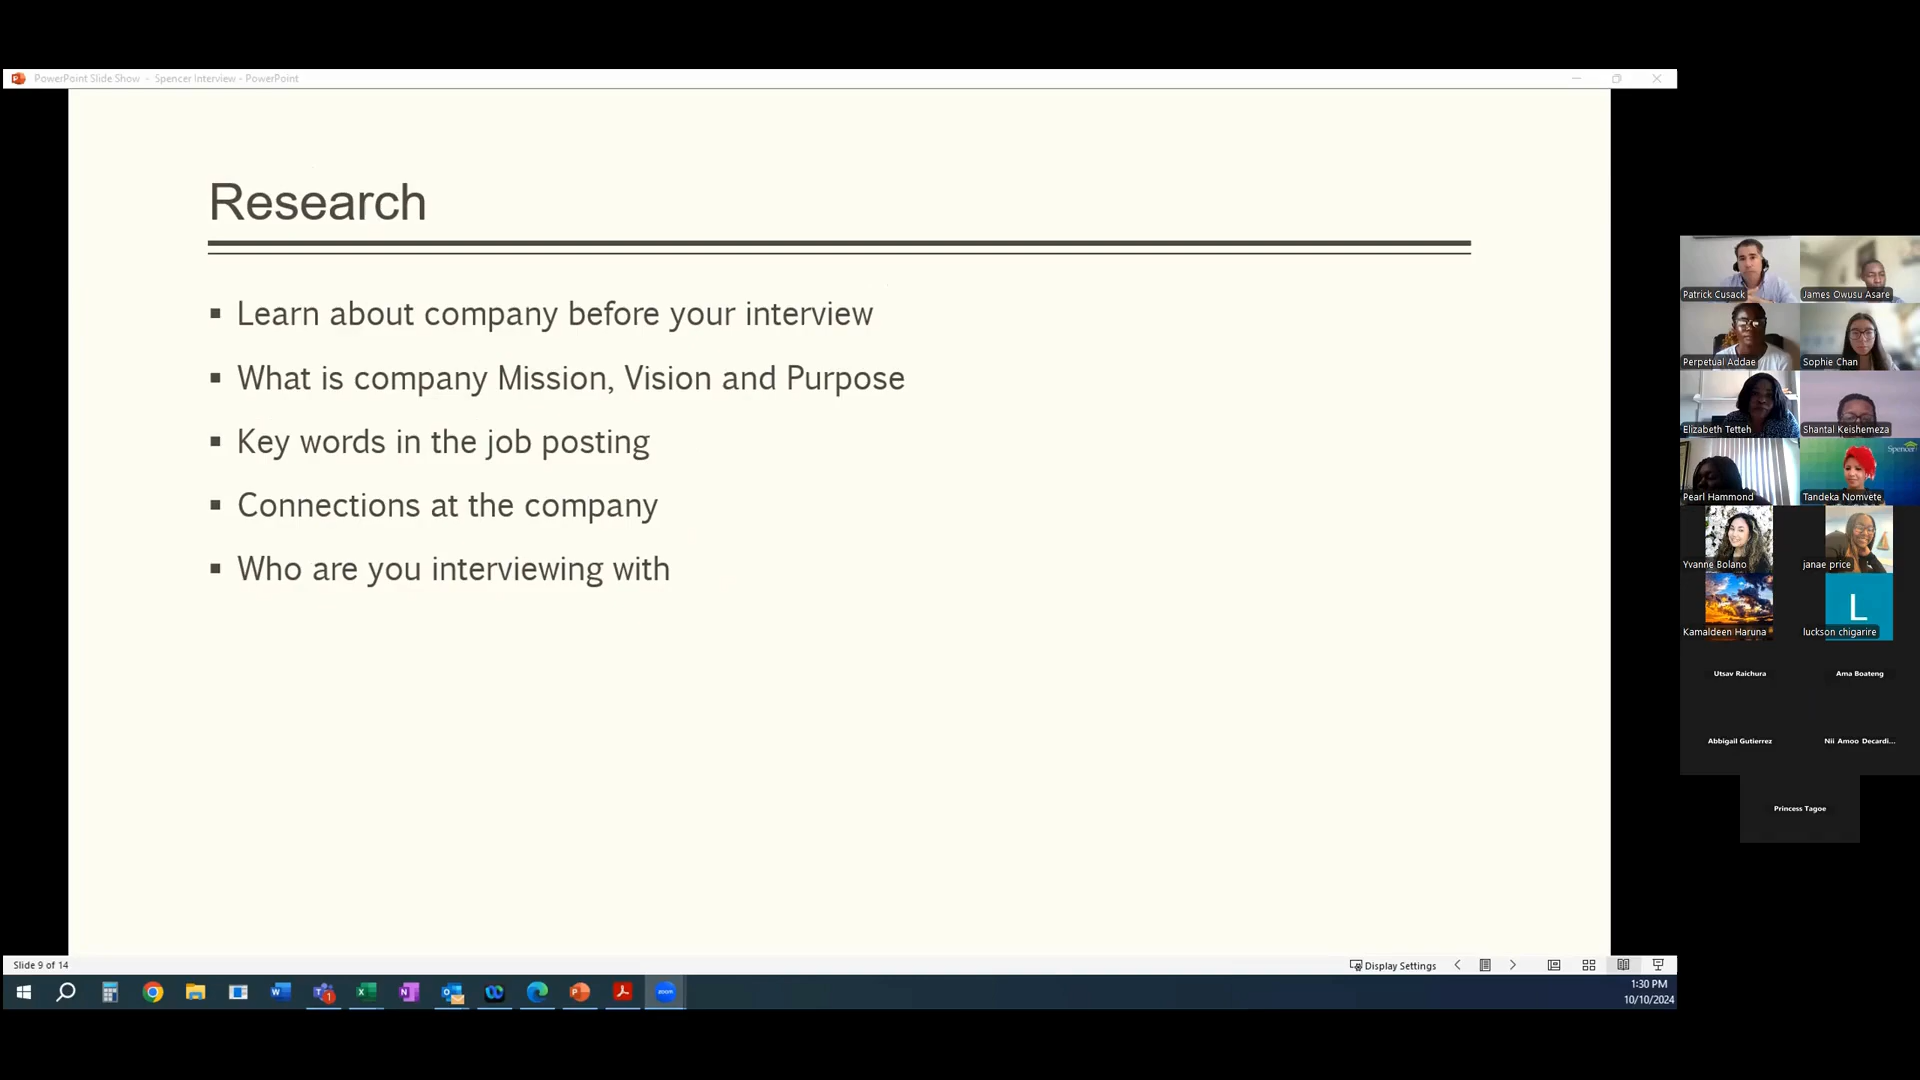 PowerPoint Slide Show - Spencer Interview - PowerPoint
Research
▪ Learn about company before your interview
▪ What is company Mission, Vision and Purpose
▪ Key words in the job posting
▪ Connections at the company
▪ Who are you interviewing with
Patrick Cusack
James Owusu Asare
Perpetual Addae
Sophie Chan
Elizabeth Tetteh
Shantal Keishemeza
Pearl Hammond
Spencer
Tandeka Nomvete
Yvanne Bolano
janae price
Kamaldeen Haruna
L
luckson chigarire
Utsav Raichura
Ama Boateng
Abbigail Gutierrez
Nii Amoo Decardi...
Princess Tagoe
Slide 9 of 14
Display Settings
zoom
1:30 PM
10/10/2024